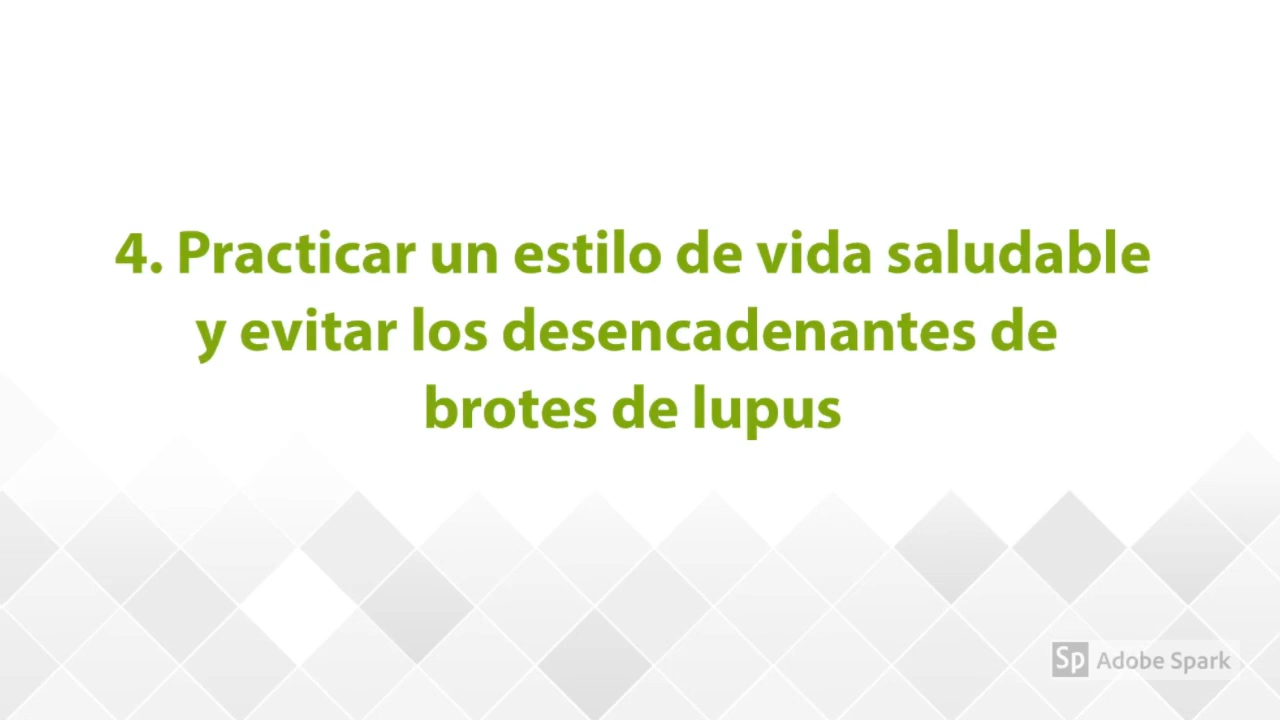 4. Practicar un estilo de vida saludable
y evitar los desencadenantes de
brotes de lupus
Sp Adobe Spark